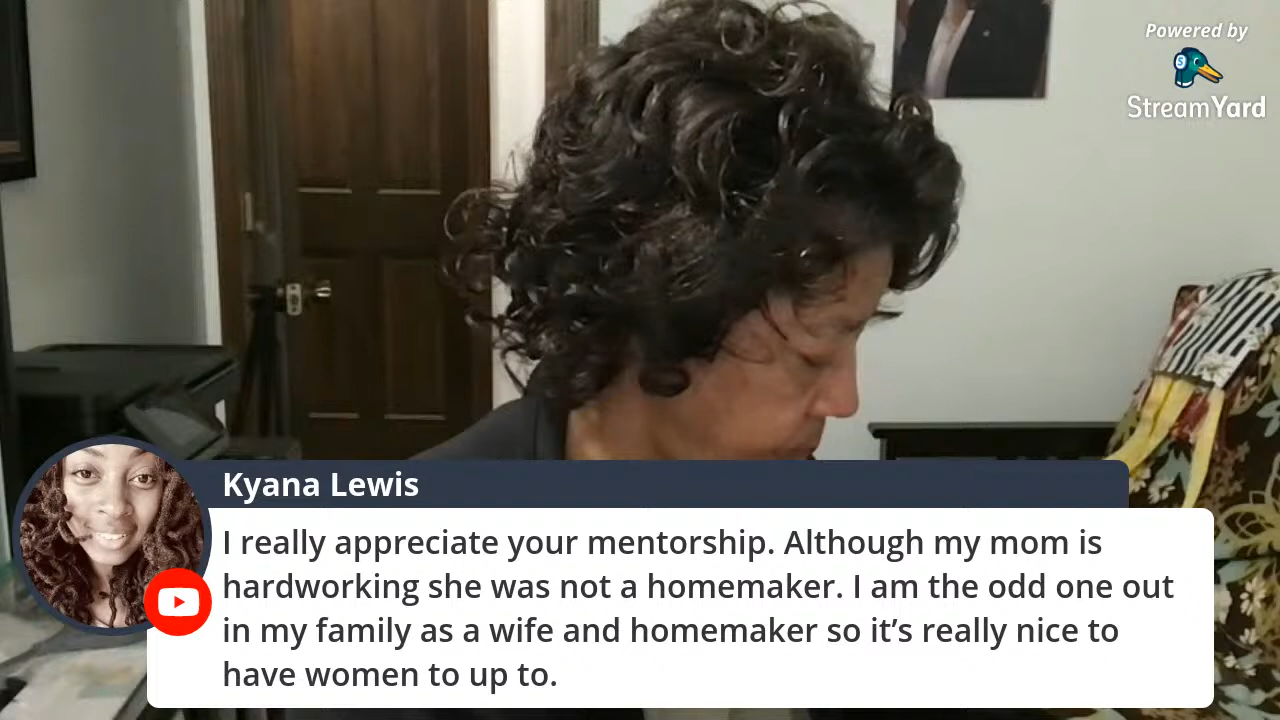 Powered by
StreamYard
Kyana Lewis
I really appreciate your mentorship. Although my mom is
hardworking she was not a homemaker. I am the odd one out
in my family as a wife and homemaker so it’s really nice to
have women to up to.